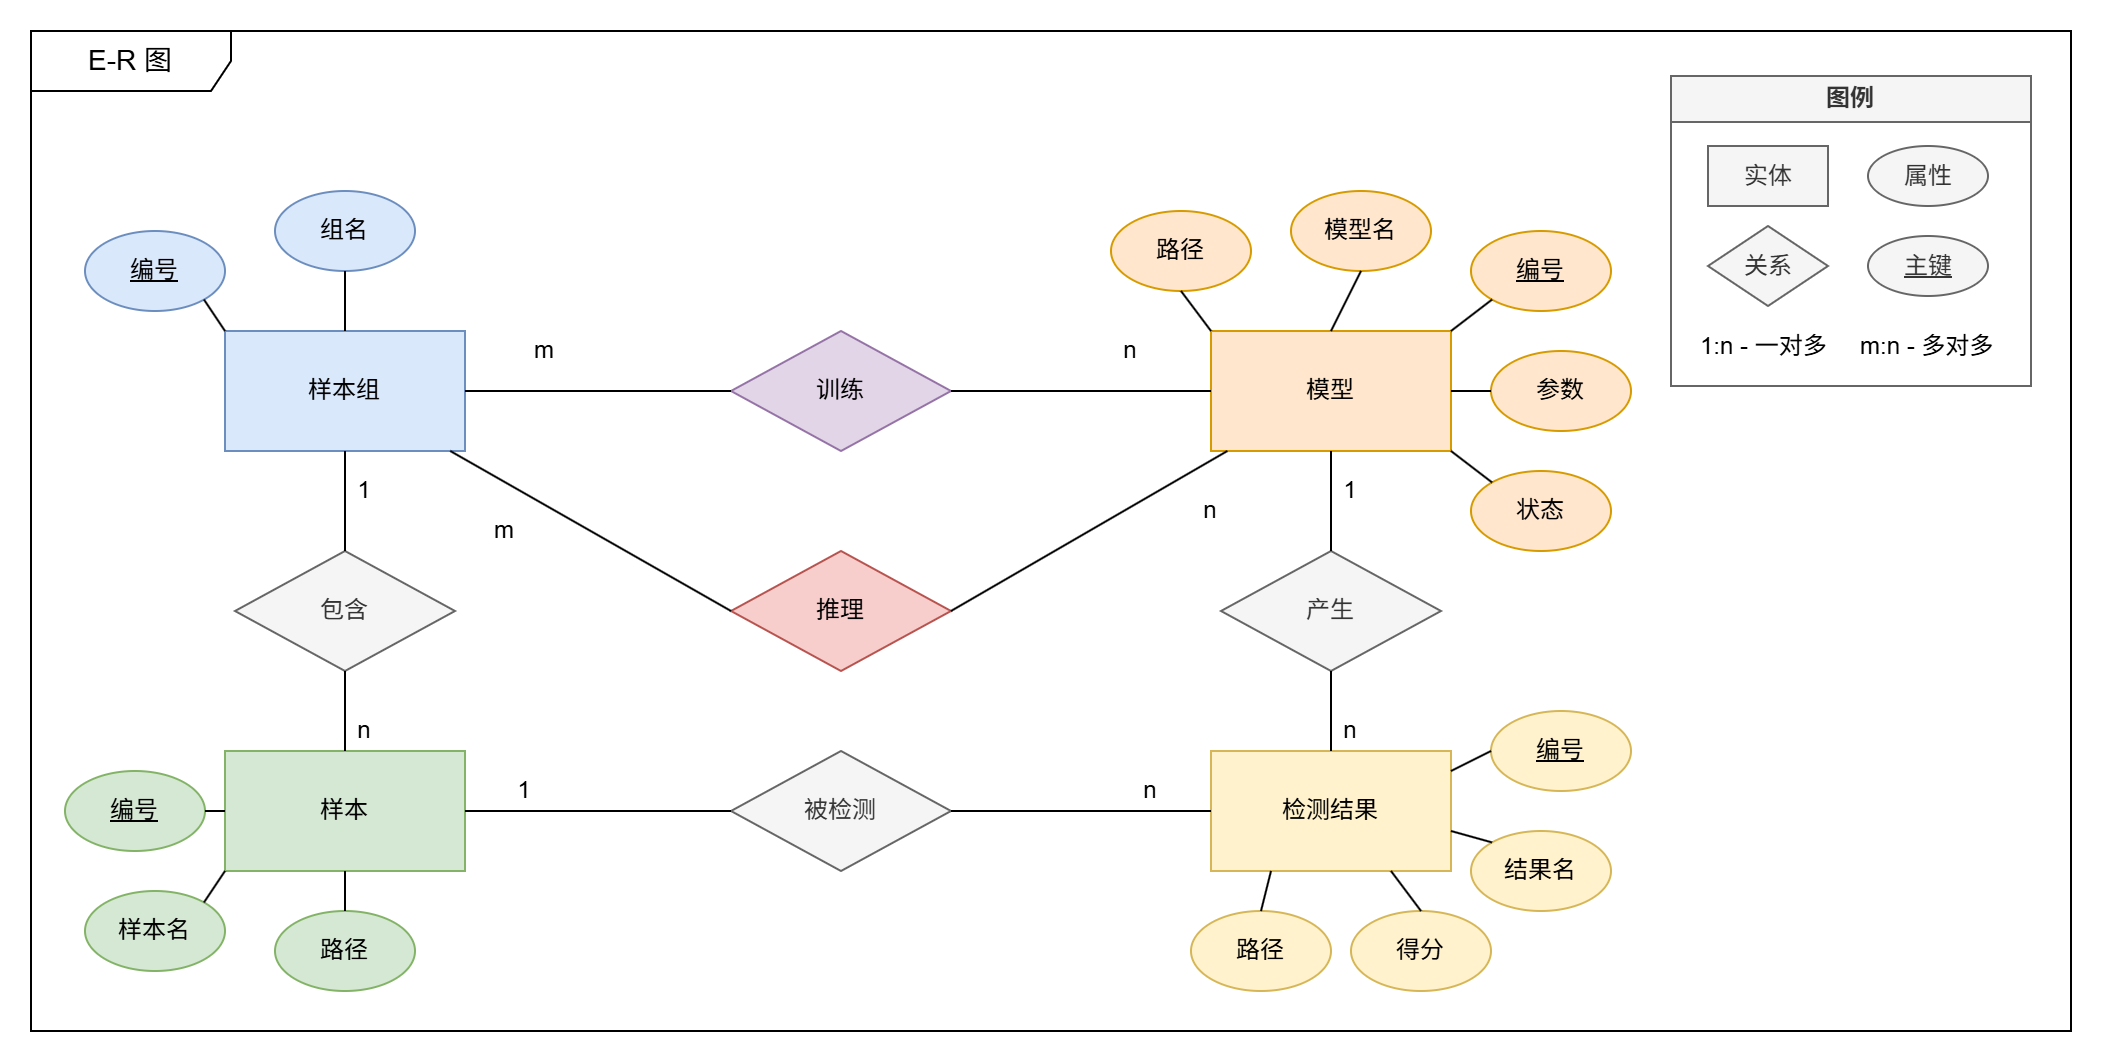 E-R 图
图例
实体
属性
关系
主键
1:n - 一对多
m:n - 多对多
组名
编号
路径
模型名
编号
样本组
m
训练
n
模型
参数
1
m
n
1
状态
包含
推理
产生
n
n
编号
编号
样本
1
被检测
n
检测结果
结果名
样本名
路径
路径
得分